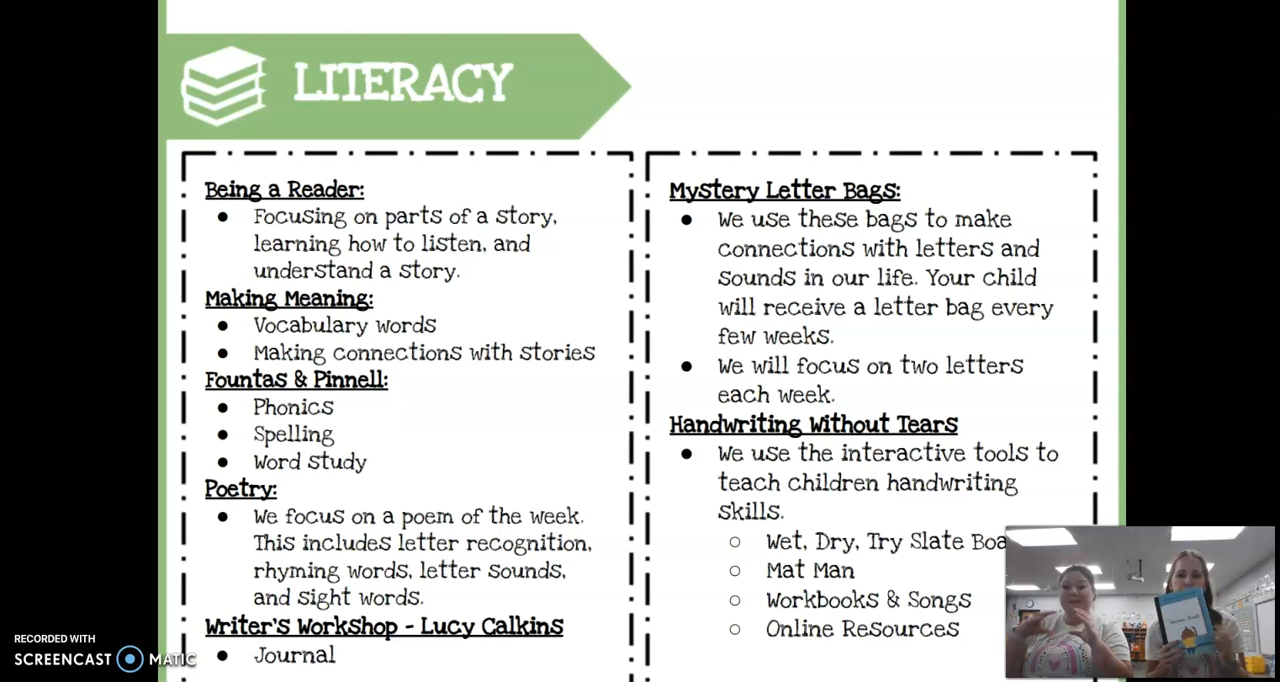 LITERACY
Being a Reader:
● Focusing on parts of a story,
learning how to listen, and
understand a story.
Making Meaning:
● Vocabulary words
● Making connections with stories
Fountas & Pinnell:
● Phonics
● Spelling
● Word study
Poetry:
● We focus on a poem of the week.
This includes letter recognition,
rhyming words, letter sounds,
and sight words.
Writer's Workshop - Lucy Calkins
● Journal
Mystery Letter Bags:
● We use these bags to make
connections with letters and
sounds in our life. Your child
will receive a letter bag every
few weeks.
● We will focus on two letters
each week.
Handwriting Without Tears
● We use the interactive tools to
teach children handwriting
skills.
○ Wet, Dry, Try Slate Boa
○ Mat Man
○ Workbooks & Songs
○ Online Resources
RECORDED WITH
SCREENCAST MATIC